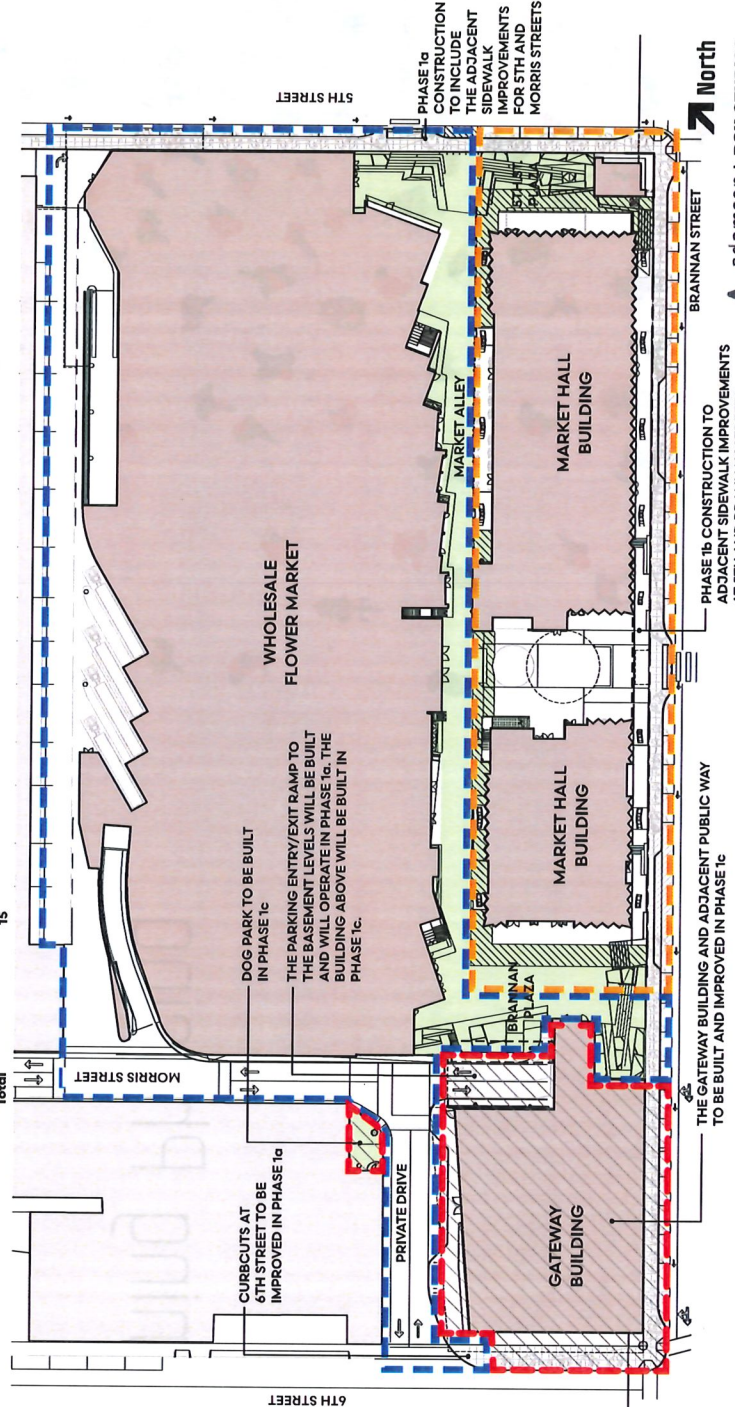 Total
5TH STREET
MORRIS STREET
6TH STREET
WHOLESALE
FLOWER MARKET
DOG PARK TO BE BUILT
IN PHASE 1c
THE PARKING ENTRY/EXIT RAMP TO
THE BASEMENT LEVELS WILL BE BUILT
AND WILL OPERATE IN PHASE 1a. THE
BUILDING ABOVE WILL BE BUILT IN
PHASE 1c.
CURBCUTS AT
6TH STREET TO BE
IMPROVED IN PHASE 1a
PRIVATE DRIVE
PHASE 1a
CONSTRUCTION
TO INCLUDE
THE ADJACENT
SIDEWALK
IMPROVEMENTS
FOR 5TH AND
MORRIS STREETS
MARKET ALLEY
BRANNAN
PLAZA
GATEWAY
BUILDING
MARKET HALL
BUILDING
MARKET HALL
BUILDING
BRANNAN STREET
North
PHASE 1b CONSTRUCTION TO
ADJACENT SIDEWALK IMPROVEMENTS
THE GATEWAY BUILDING AND ADJACENT PUBLIC WAY
TO BE BUILT AND IMPROVED IN PHASE 1c